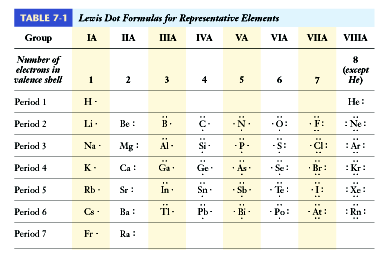 TABLE 7-1 Lewis Dot Formulas for Representative Elements
Group IA IIA IIIA IVA VA VIA VIIA VIIIA
Number of electrons in valence shell 1 2 3 4 5 6 7 8 (except He)
Period 1 H · He :
Period 2 Li · Be : B · C · · N · · O : · F : : Ne :
Period 3 Na · Mg : Al · Si · · P · · S : · Cl : : Ar :
Period 4 K · Ca : Ga · Ge · · As · · Se : · Br : : Kr :
Period 5 Rb · Sr : In · Sn · · Sb · · Te : · I : : Xe :
Period 6 Cs · Ba : Tl · Pb · · Bi · · Po : · At : : Rn :
Period 7 Fr · Ra :